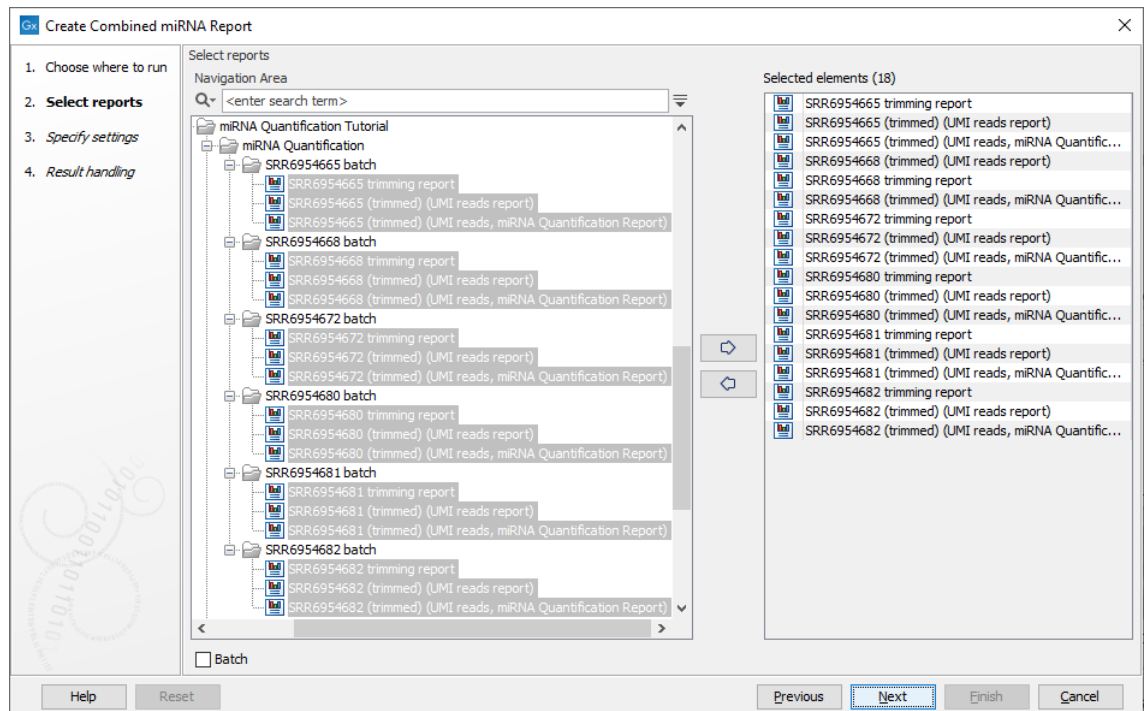 Gx Create Combined miRNA Report
1. Choose where to run
2. Select reports
3. Specify settings
4. Result handling
Select reports
Navigation Area
<enter search term>
miRNA Quantification Tutorial
miRNA Quantification
SRR6954665 batch
SRR6954665 trimming report
SRR6954665 (trimmed) (UMI reads report)
SRR6954665 (trimmed) (UMI reads, miRNA Quantification Report)
SRR6954668 batch
SRR6954668 trimming report
SRR6954668 (trimmed) (UMI reads report)
SRR6954668 (trimmed) (UMI reads, miRNA Quantification Report)
SRR6954672 batch
SRR6954672 trimming report
SRR6954672 (trimmed) (UMI reads report)
SRR6954672 (trimmed) (UMI reads, miRNA Quantification Report)
SRR6954680 batch
SRR6954680 trimming report
SRR6954680 (trimmed) (UMI reads report)
SRR6954680 (trimmed) (UMI reads, miRNA Quantification Report)
SRR6954681 batch
SRR6954681 trimming report
SRR6954681 (trimmed) (UMI reads report)
SRR6954681 (trimmed) (UMI reads, miRNA Quantification Report)
SRR6954682 batch
SRR6954682 trimming report
SRR6954682 (trimmed) (UMI reads report)
SRR6954682 (trimmed) (UMI reads, miRNA Quantification Report)
Batch
Selected elements (18)
SRR6954665 trimming report
SRR6954665 (trimmed) (UMI reads report)
SRR6954665 (trimmed) (UMI reads, miRNA Quantific...
SRR6954668 (trimmed) (UMI reads report)
SRR6954668 trimming report
SRR6954668 (trimmed) (UMI reads, miRNA Quantific...
SRR6954672 trimming report
SRR6954672 (trimmed) (UMI reads report)
SRR6954672 (trimmed) (UMI reads, miRNA Quantific...
SRR6954680 trimming report
SRR6954680 (trimmed) (UMI reads report)
SRR6954680 (trimmed) (UMI reads, miRNA Quantific...
SRR6954681 trimming report
SRR6954681 (trimmed) (UMI reads report)
SRR6954681 (trimmed) (UMI reads, miRNA Quantific...
SRR6954682 trimming report
SRR6954682 (trimmed) (UMI reads report)
SRR6954682 (trimmed) (UMI reads, miRNA Quantific...
Help Reset Previous Next Finish Cancel